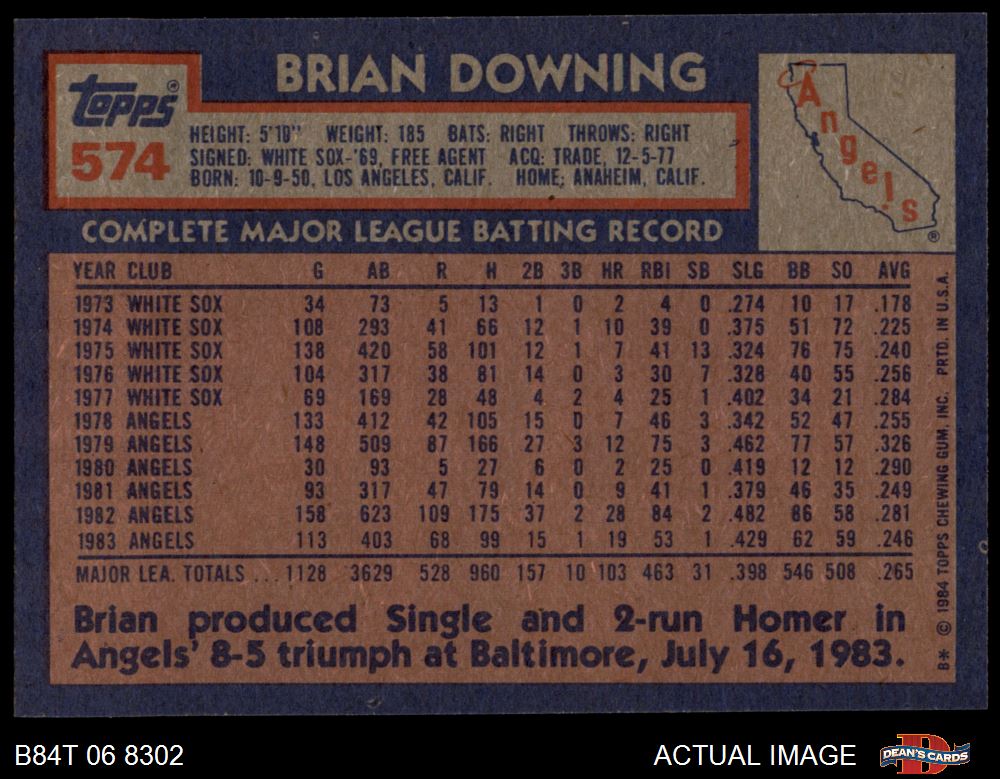 BRIAN DOWNING
Topps®
574
HEIGHT: 5'10" WEIGHT: 185 BATS: RIGHT THROWS: RIGHT
SIGNED: WHITE SOX-'69, FREE AGENT ACQ: TRADE, 12-5-77
BORN: 10-9-50, LOS ANGELES, CALIF. HOME: ANAHEIM, CALIF.
Angels®
COMPLETE MAJOR LEAGUE BATTING RECORD
YEAR CLUB G AB R H 2B 3B HR RBI SB SLG BB SO AVG
1973 WHITE SOX 34 73 5 13 1 0 2 4 0 .274 10 17 .178
1974 WHITE SOX 108 293 41 66 12 1 10 39 0 .375 51 72 .225
1975 WHITE SOX 138 420 58 101 12 1 7 41 13 .324 76 75 .240
1976 WHITE SOX 104 317 38 81 14 0 3 30 7 .328 40 55 .256
1977 WHITE SOX 69 169 28 48 4 2 4 25 1 .402 34 21 .284
1978 ANGELS 133 412 42 105 15 0 7 46 3 .342 52 47 .255
1979 ANGELS 148 509 87 166 27 3 12 75 3 .462 77 57 .326
1980 ANGELS 30 93 5 27 6 0 2 25 0 .419 12 12 .290
1981 ANGELS 93 317 47 79 14 0 9 41 1 .379 46 35 .249
1982 ANGELS 158 623 109 175 37 2 28 84 2 .482 86 58 .281
1983 ANGELS 113 403 68 99 15 1 19 53 1 .429 62 59 .246
MAJOR LEA. TOTALS ... 1128 3629 528 960 157 10 103 463 31 .398 546 508 .265
Brian produced Single and 2-run Homer in
Angels' 8-5 triumph at Baltimore, July 16, 1983.
B* © 1984 TOPPS CHEWING GUM, INC. PRTD. IN U.S.A.
B84T 06 8302
ACTUAL IMAGE
DEAN'S CARDS